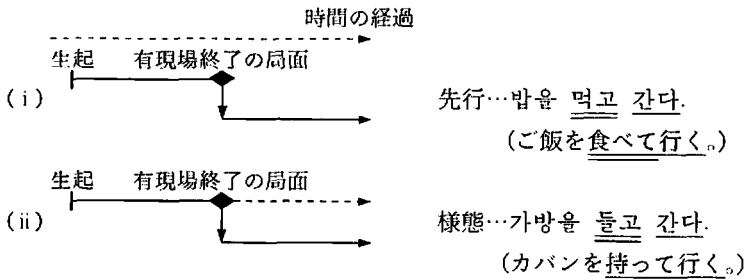 時間の経過
生起 有現場終了の局面
(i) 先行…밥을 먹고 간다.
(ご飯を食べて行く。)
生起 有現場終了の局面
(ii) 様態…가방을 들고 간다.
(カバンを持って行く。)